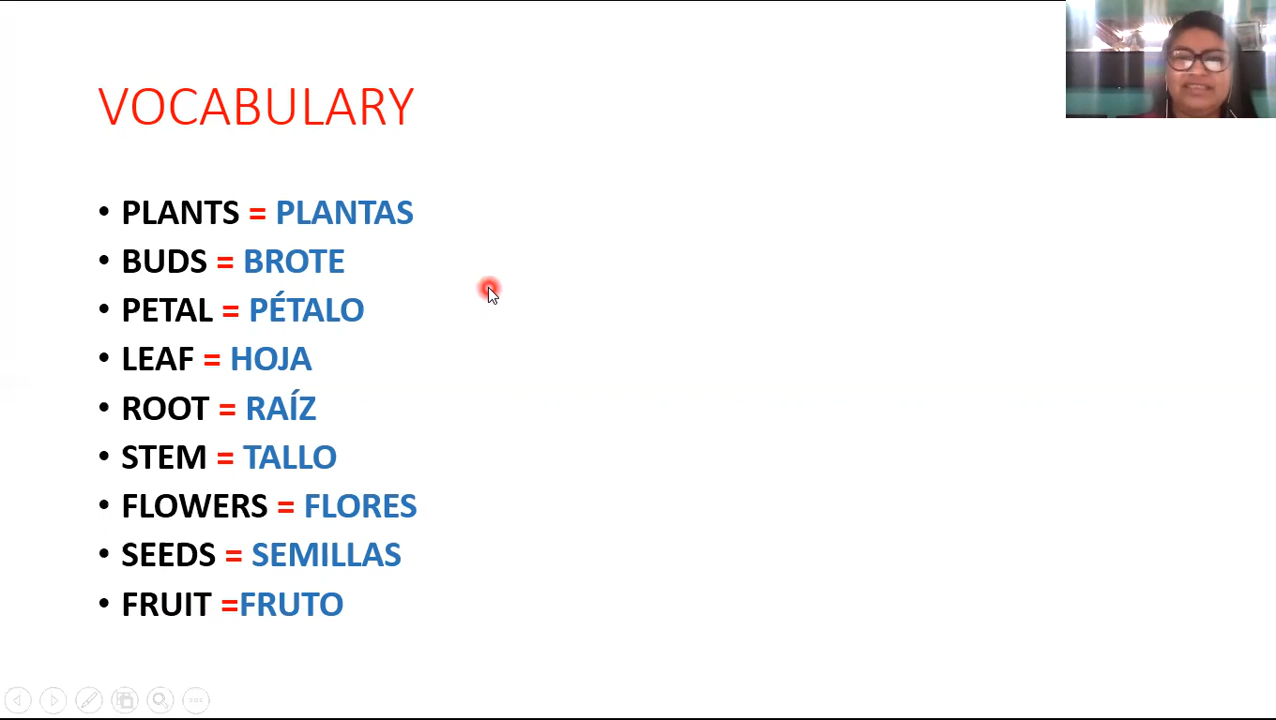 VOCABULARY
• PLANTS = PLANTAS
• BUDS = BROTE
• PETAL = PÉTALO
• LEAF = HOJA
• ROOT = RAÍZ
• STEM = TALLO
• FLOWERS = FLORES
• SEEDS = SEMILLAS
• FRUIT =FRUTO